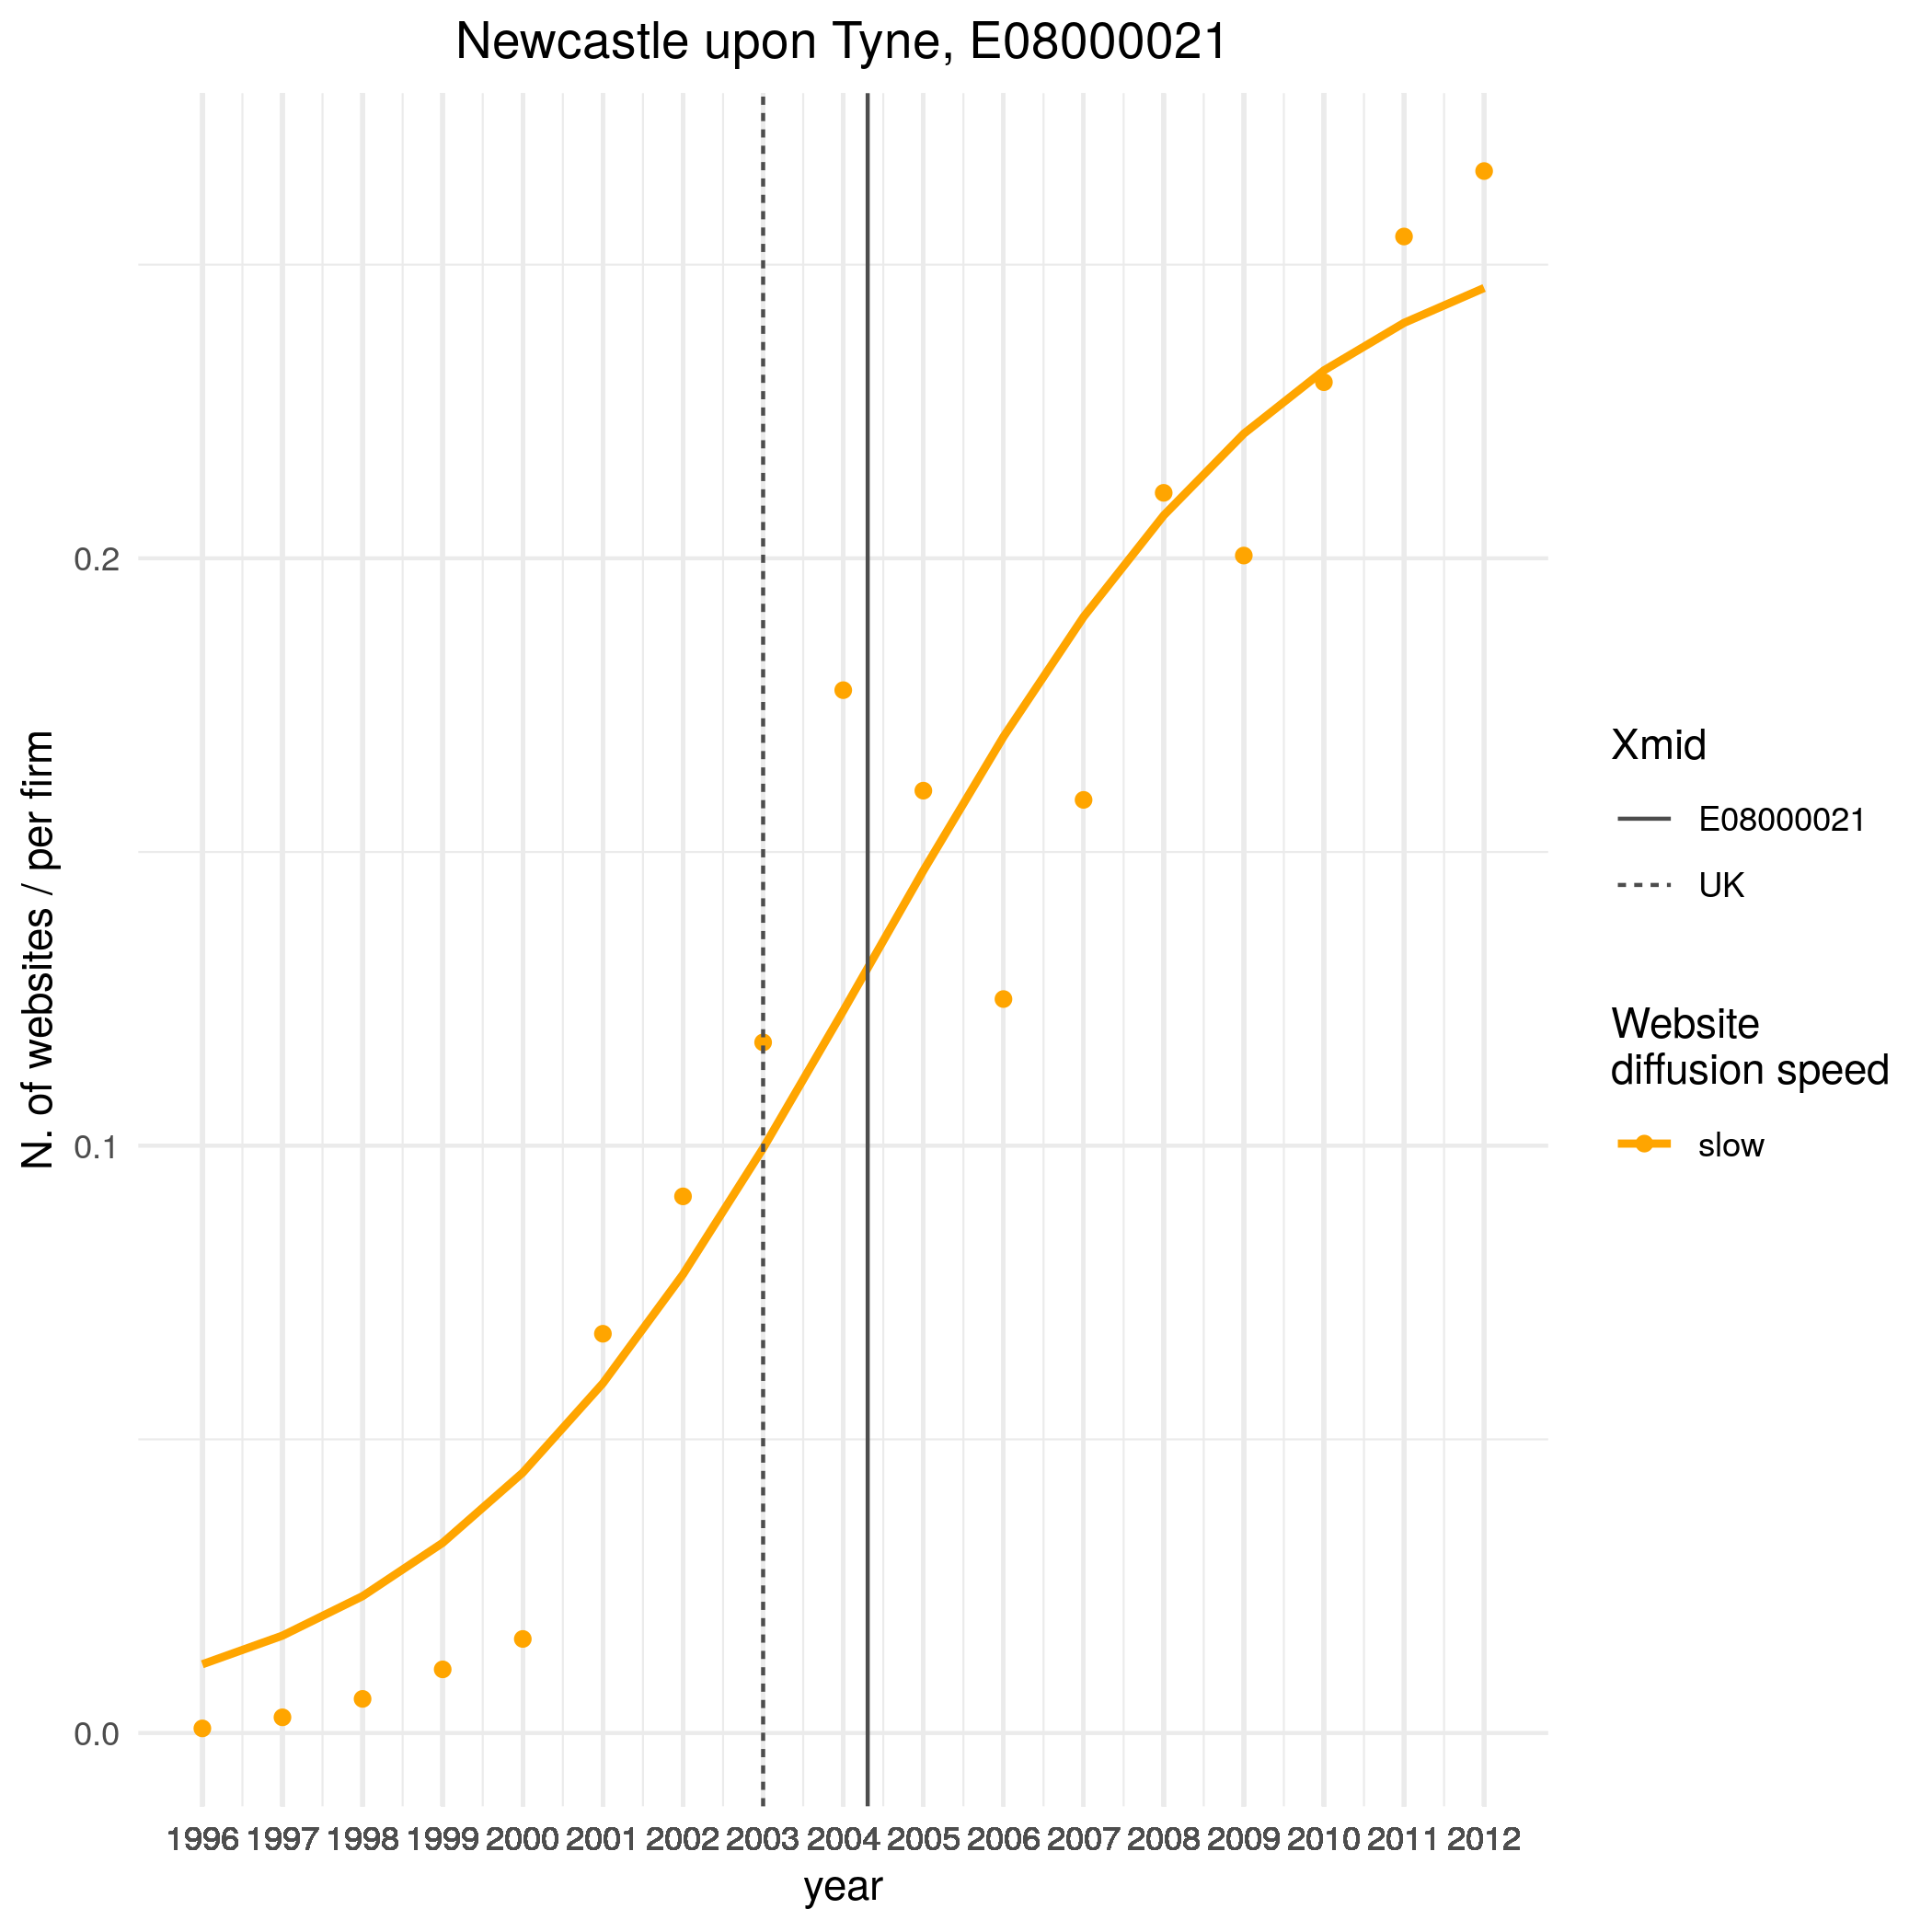 Newcastle upon Tyne, E08000021
N. of websites / per firm
0.2
0.1
0.0
1996 1997 1998 1999 2000 2001 2002 2003 2004 2005 2006 2007 2008 2009 2010 2011 2012
year
Xmid
E08000021
UK
Website
diffusion speed
slow